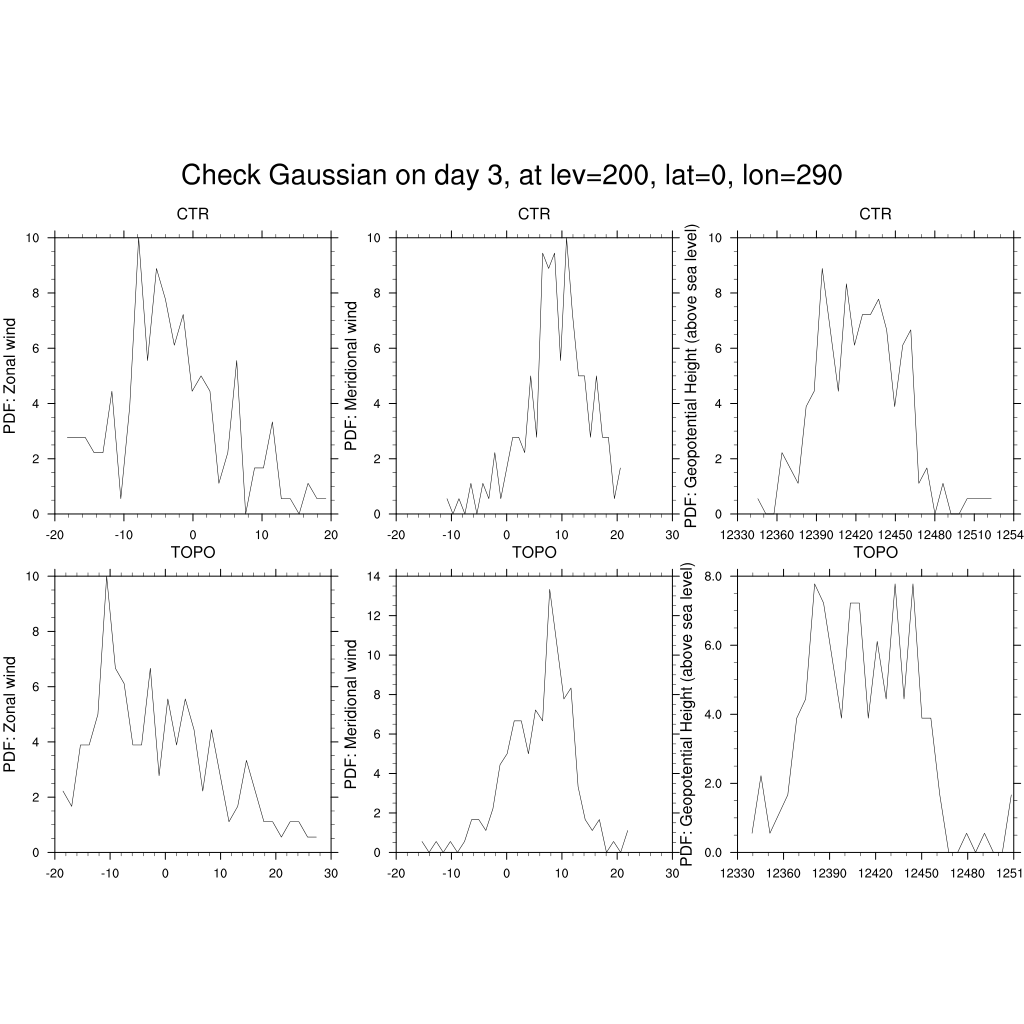 Check Gaussian on day 3, at lev=200, lat=0, lon=290
CTR
CTR
CTR
PDF: Zonal wind
10
8
6
4
2
0
-20 -10 0 10 20
PDF: Meridional wind
10
8
6
4
2
0
-20 -10 0 10 20 30
PDF: Geopotential Height (above sea level)
10
8
6
4
2
0
12330 12360 12390 12420 12450 12480 12510 1254
TOPO
TOPO
TOPO
PDF: Zonal wind
10
8
6
4
2
0
-20 -10 0 10 20 30
PDF: Meridional wind
14
12
10
8
6
4
2
0
-20 -10 0 10 20 30
PDF: Geopotential Height (above sea level)
8.0
6.0
4.0
2.0
0.0
12330 12360 12390 12420 12450 12480 1251